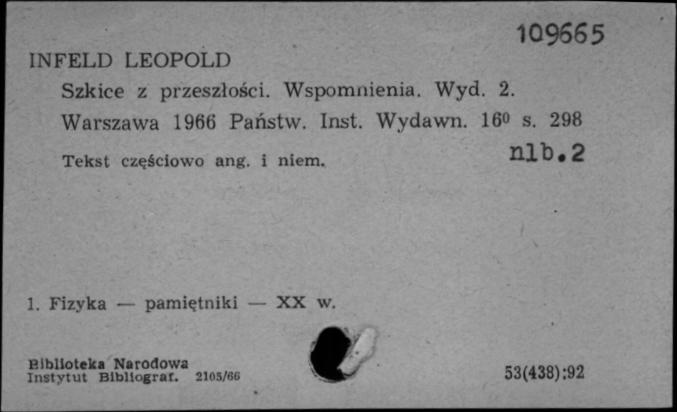 109665
INFELD LEOPOLD
Szkice z przeszłości. Wspomnienia. Wyd. 2.
Warszawa 1966 Państw. Inst. Wydawn. 16⁰ s. 298
nlb.2
Tekst częściowo ang. i niem.
1. Fizyka — pamiętniki — XX w.
Biblioteka Narodowa
Instytut Bibliograf. 2105/66
53(438):92